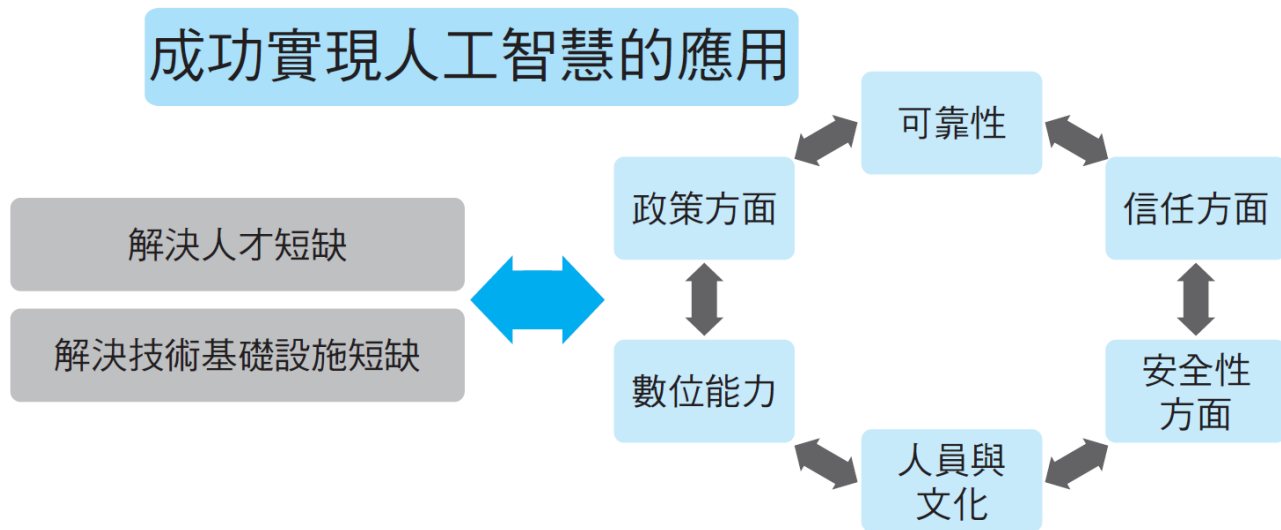 成功實現人工智慧的應用
解決人才短缺
解決技術基礎設施短缺
可靠性
政策方面
信任方面
數位能力
安全性
方面
人員與
文化